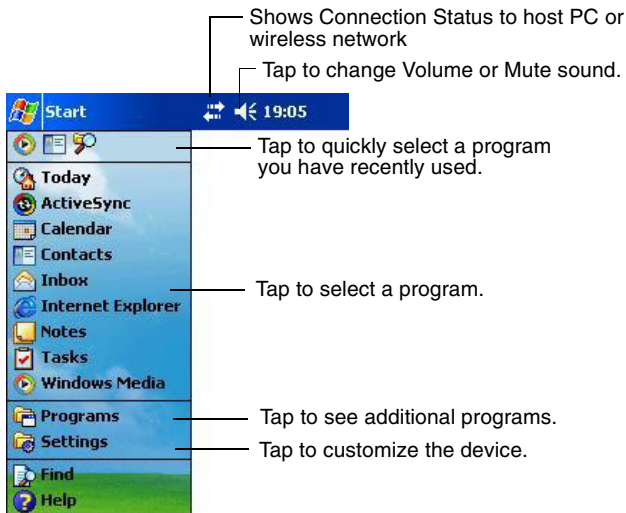 Shows Connection Status to host PC or
wireless network
Tap to change Volume or Mute sound.
Start 19:05
Tap to quickly select a program
you have recently used.
Today
ActiveSync
Calendar
Contacts
Inbox
Internet Explorer
Tap to select a program.
Notes
Tasks
Windows Media
Programs
Tap to see additional programs.
Settings
Tap to customize the device.
Find
Help